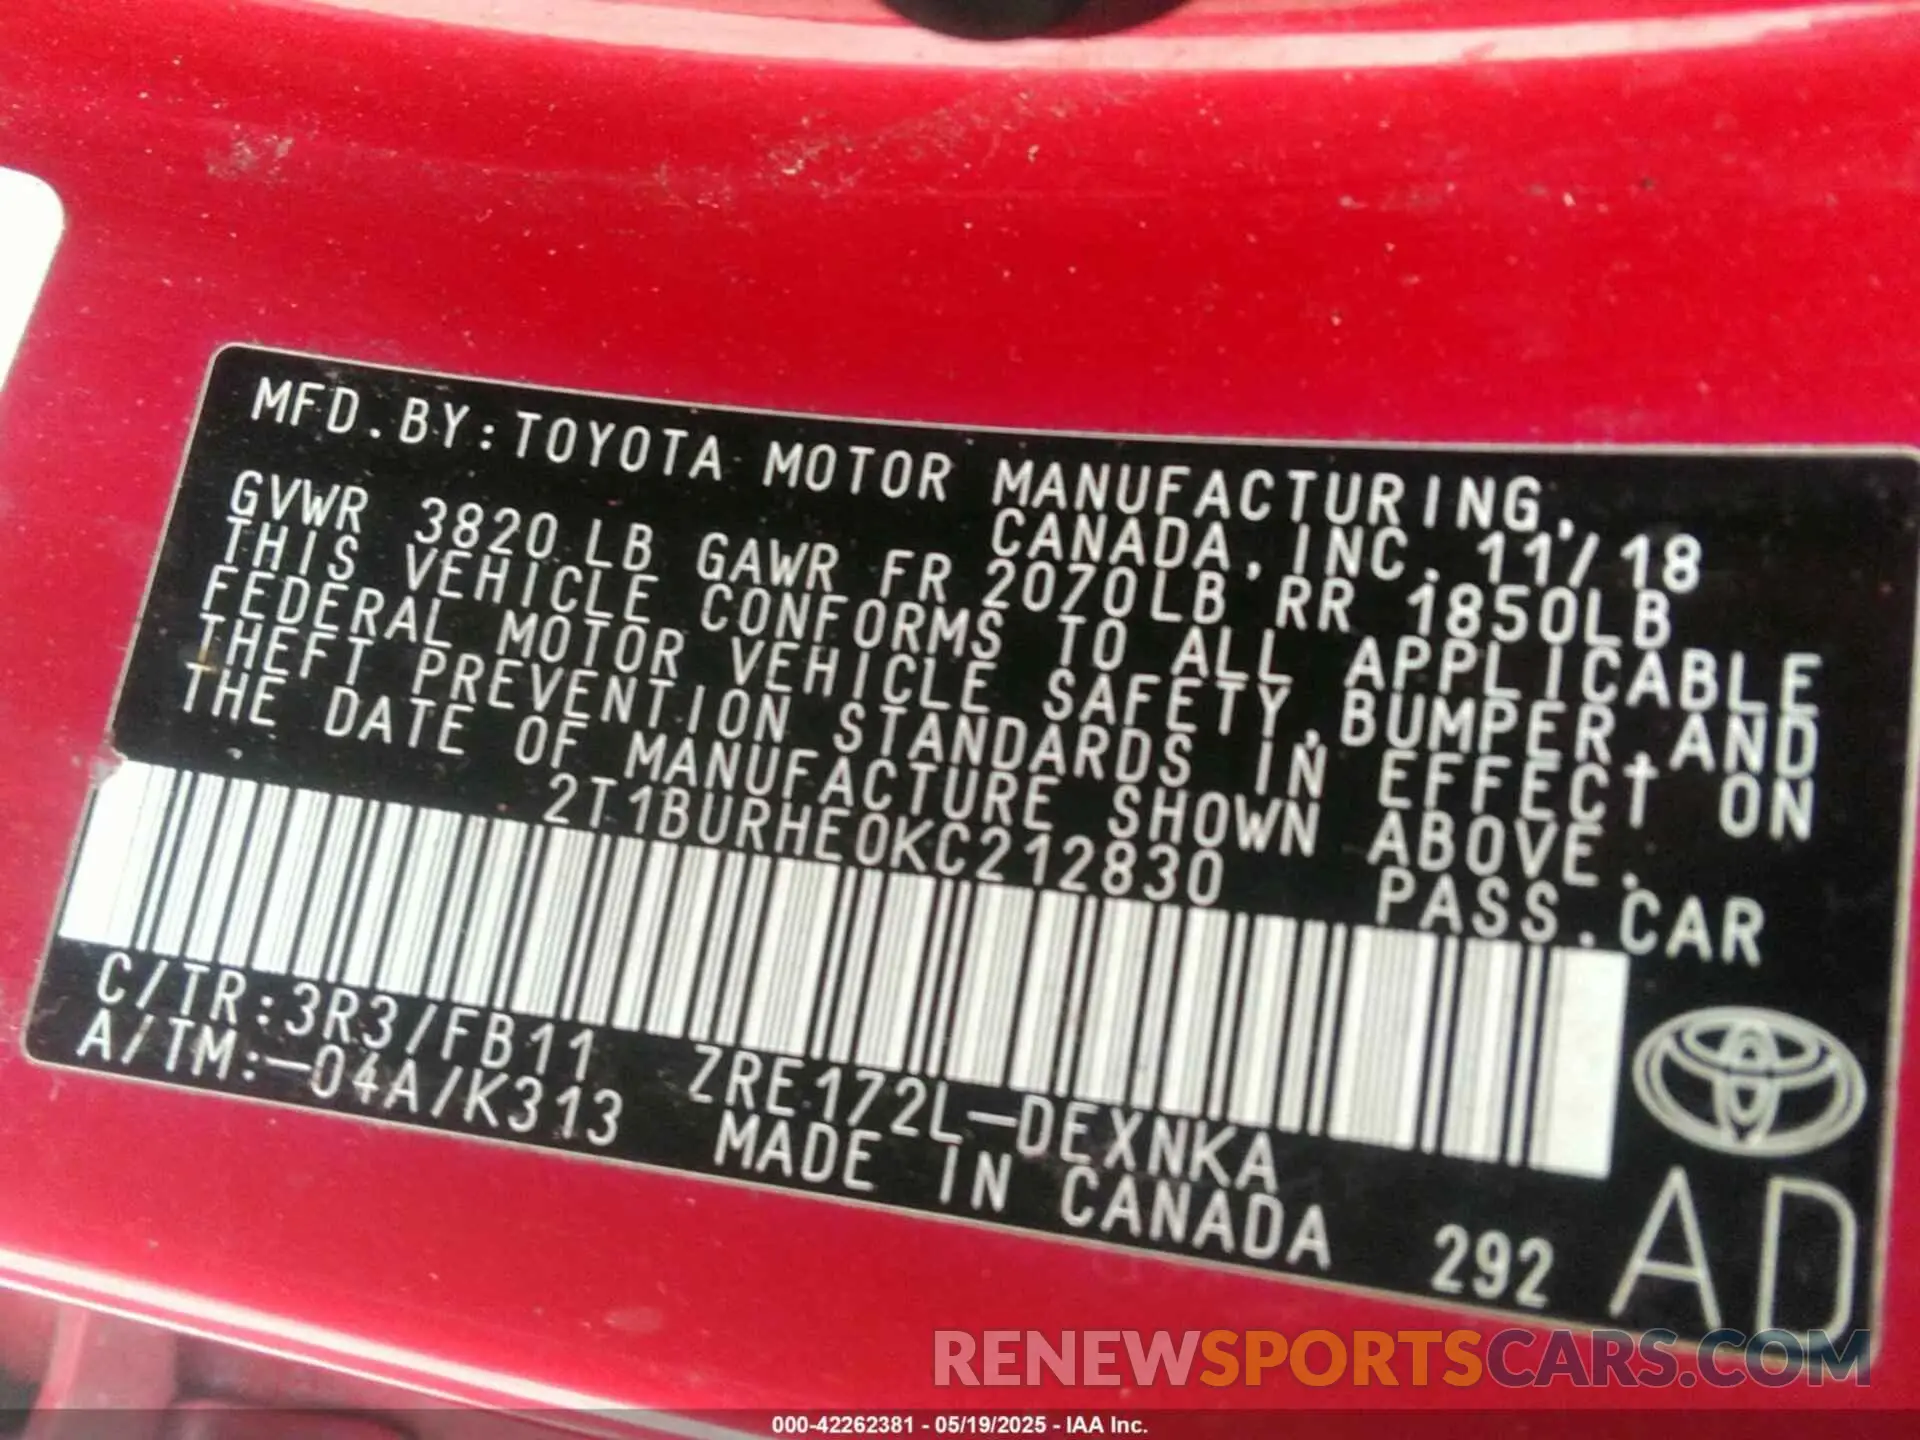 MFD.BY:TOYOTA MOTOR MANUFACTURING,
CANADA,INC. 11/18
GVWR 3820 LB GAWR FR 2070LB RR 1850LB
THIS VEHICLE CONFORMS TO ALL APPLICABLE
FEDERAL MOTOR VEHICLE SAFETY,BUMPER,AND
THEFT PREVENTION STANDARDS IN EFFECT ON
THE DATE OF MANUFACTURE SHOWN ABOVE.
2T1BURHE0KC212830 PASS.CAR
C/TR:3R3/FB11 ZRE172L-DEXNKA
A/TM:-04A/K313 MADE IN CANADA 292
AD
RENEWSPORTSCARS.COM
000-42262381 - 05/19/2025 - IAA Inc.